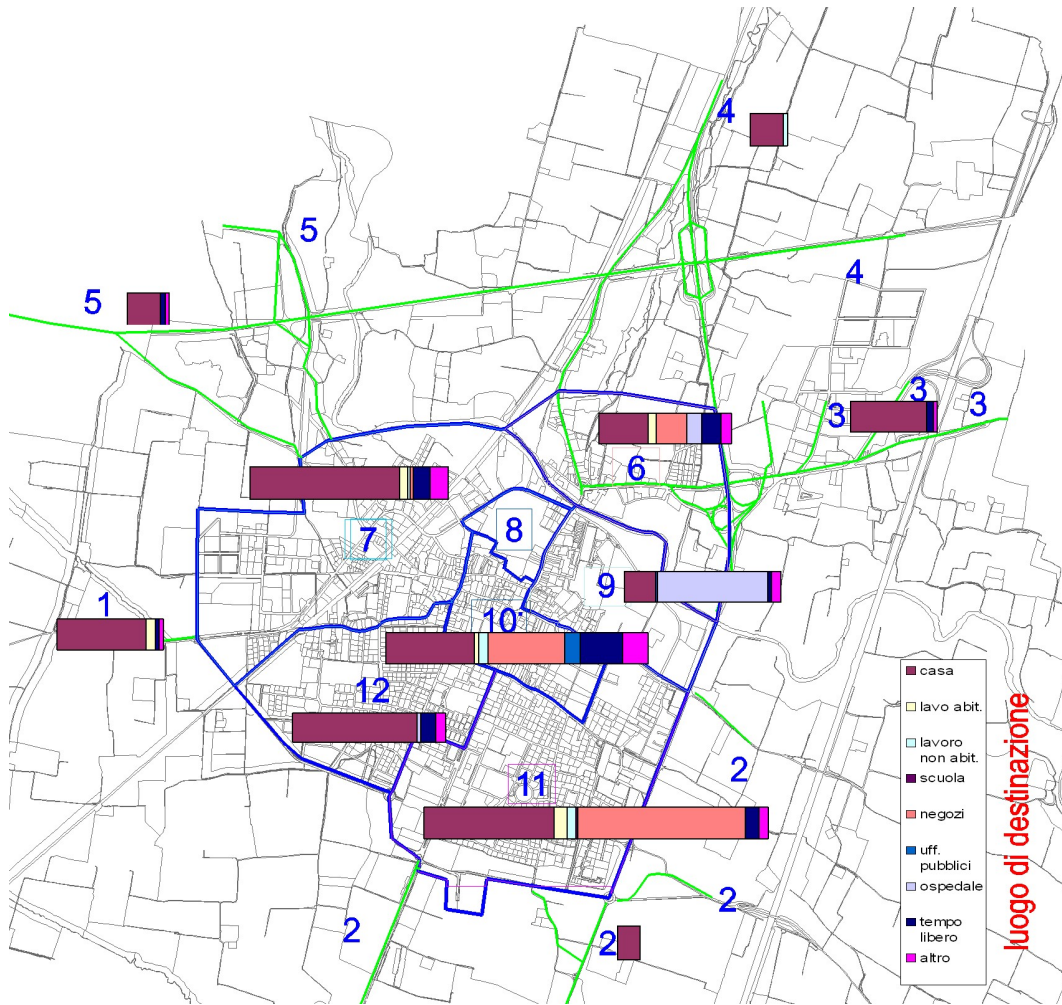 4
5
4
5
3
3
3
6
7
8
9
1
10
12
casa
lavo abit.
lavoro
non abit.
scuola
negozi
uff.
pubblici
ospedale
tempo
libero
altro
luogo di destinazione
2
11
2
2
2